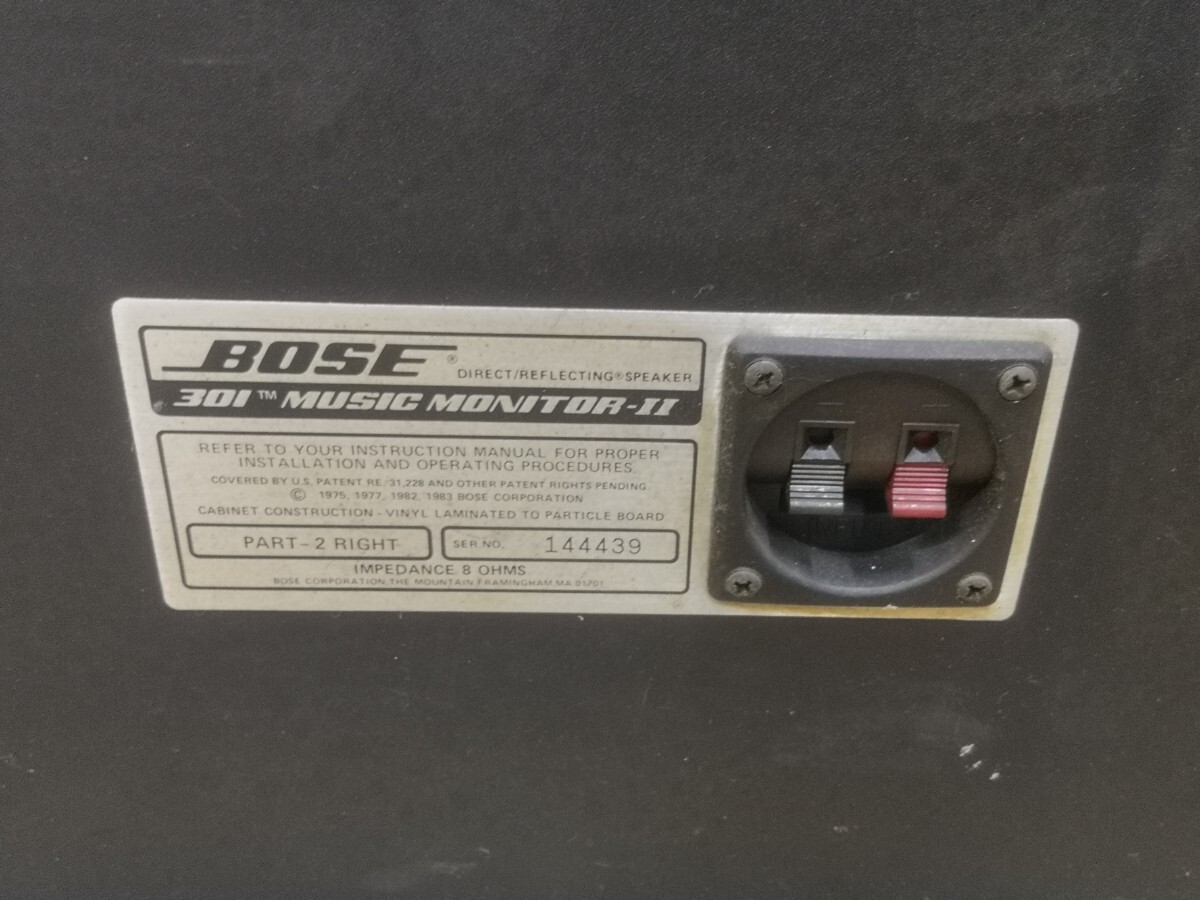 BOSE®
DIRECT/REFLECTING® SPEAKER
301™ MUSIC MONITOR-II
REFER TO YOUR INSTRUCTION MANUAL FOR PROPER
INSTALLATION AND OPERATING PROCEDURES.
COVERED BY U.S. PATENT RE. 31,228 AND OTHER PATENT RIGHTS PENDING.
© 1975, 1977, 1982, 1983 BOSE CORPORATION
CABINET CONSTRUCTION - VINYL LAMINATED TO PARTICLE BOARD
PART-2 RIGHT
SER.NO. 144439
IMPEDANCE 8 OHMS
BOSE CORPORATION, THE MOUNTAIN, FRAMINGHAM, MA 01701